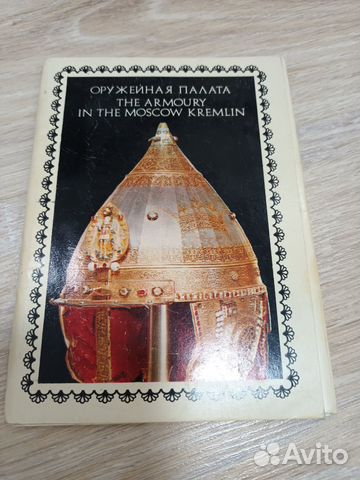 ОРУЖЕЙНАЯ ПАЛАТА
THE ARMOURY
IN THE MOSCOW KREMLIN
Avito